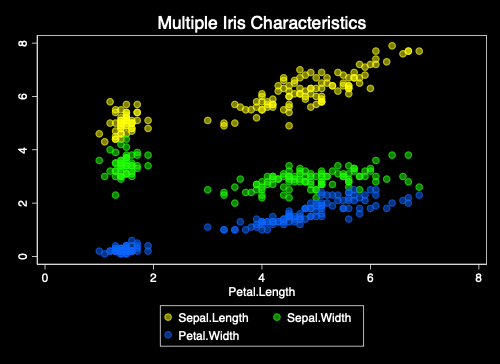 Multiple Iris Characteristics
8
6
4
2
0
0 2 4 6 8
Petal.Length
Sepal.Length Sepal.Width
Petal.Width